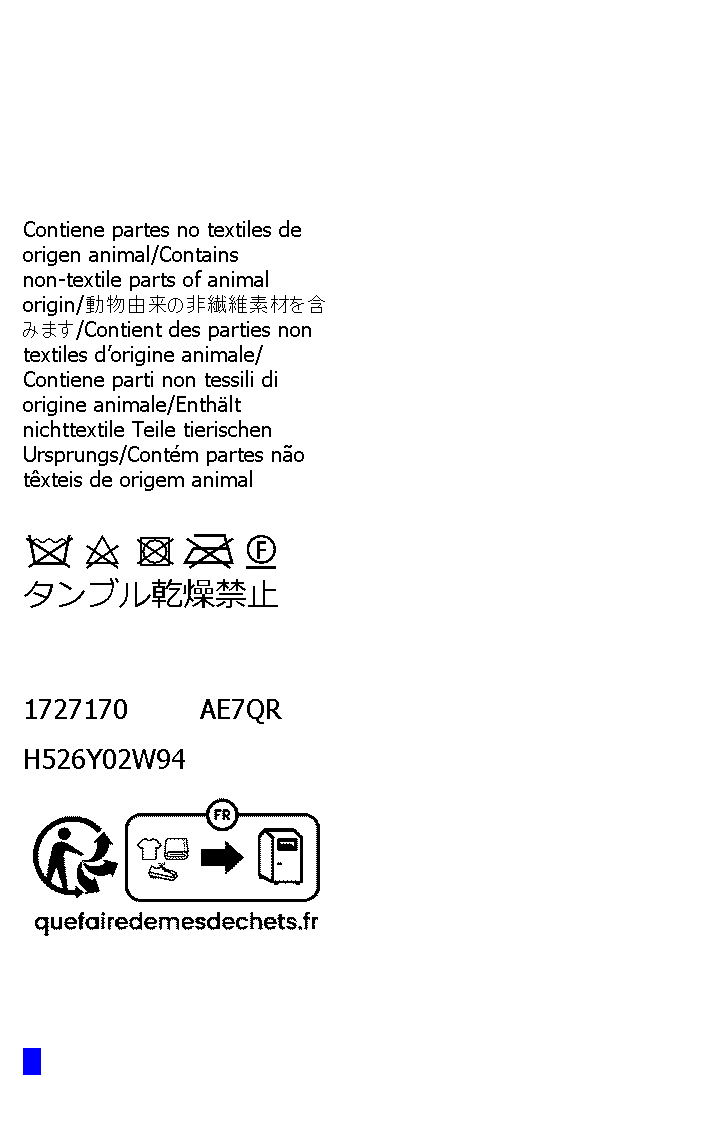 Contiene partes no textiles de
origen animal/Contains
non-textile parts of animal
origin/動物由来の非繊維素材を含
みます/Contient des parties non
textiles d’origine animale/
Contiene parti non tessili di
origine animale/Enthält
nichttextile Teile tierischen
Ursprungs/Contém partes não
têxteis de origem animal
F
タンブル乾燥禁止
1727170 AE7QR
H526Y02W94
FR
quefairedemesdechets.fr